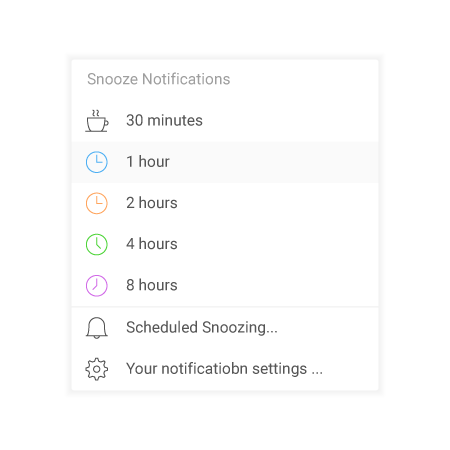 Snooze Notifications
30 minutes
1 hour
2 hours
4 hours
8 hours
Scheduled Snoozing...
Your notificatiobn settings ...